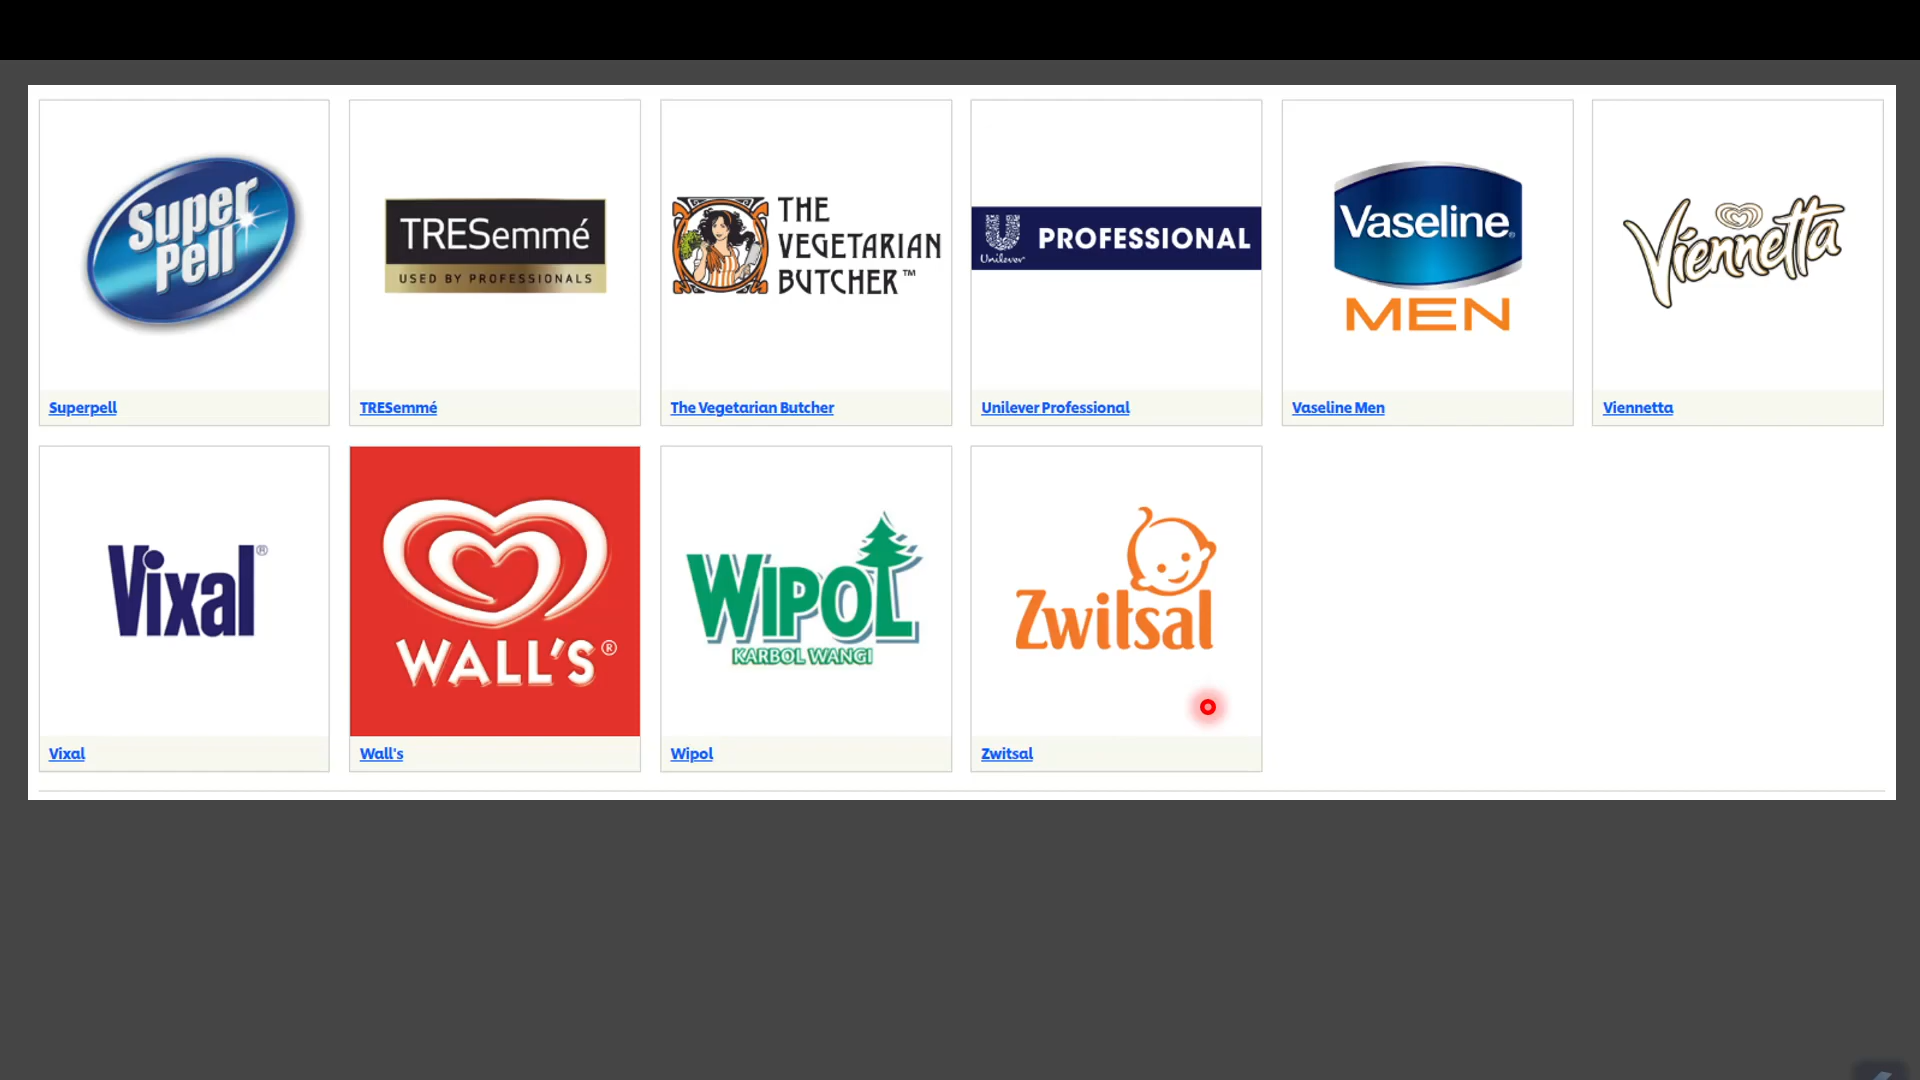 Super
Pell
TRESemmé
USED BY PROFESSIONALS
THE
VEGETARIAN
BUTCHER™
Unilever
PROFESSIONAL
Vaseline®
MEN
Viennetta
Superpell
TRESemmé
The Vegetarian Butcher
Unilever Professional
Vaseline Men
Viennetta
Vixal®
WALL'S®
WIPOL
KARBOL WANGI
Zwitsal
Vixal
Wall's
Wipol
Zwitsal